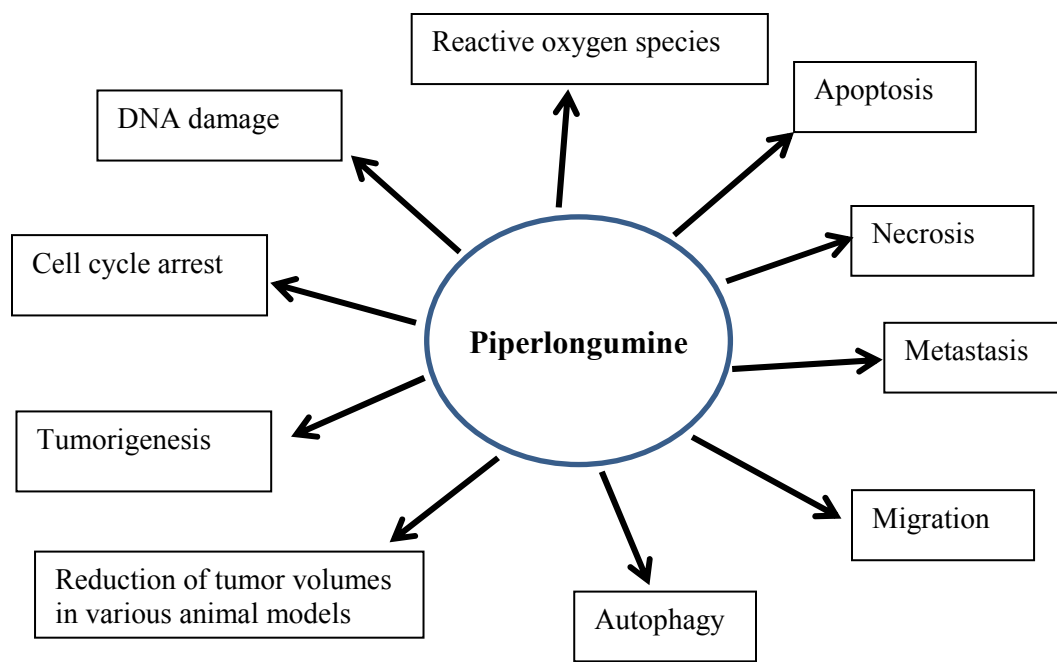 Reactive oxygen species
Apoptosis
DNA damage
Necrosis
Cell cycle arrest
Piperlongumine
Metastasis
Tumorigenesis
Migration
Reduction of tumor volumes
in various animal models
Autophagy